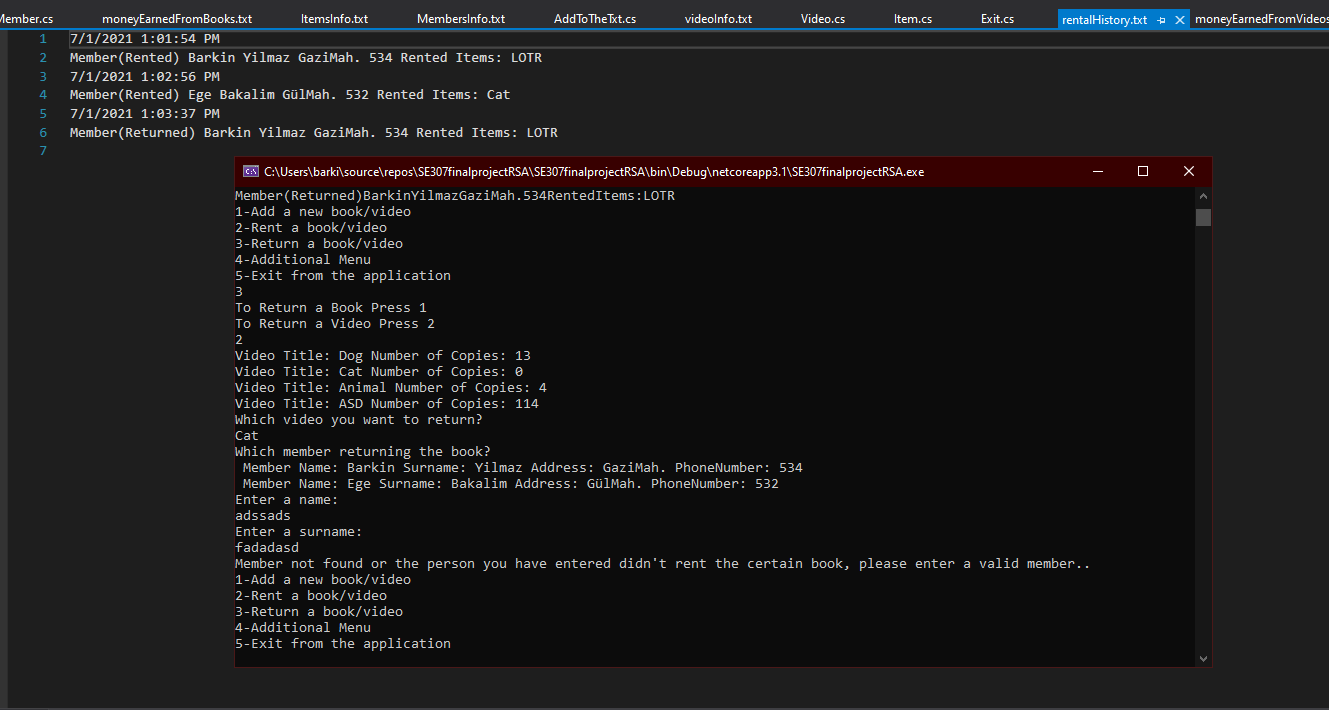 Member.cs moneyEarnedFromBooks.txt ItemsInfo.txt MembersInfo.txt AddToTheTxt.cs videoInfo.txt Video.cs Item.cs Exit.cs rentalHistory.txt moneyEarnedFromVideos
1 7/1/2021 1:01:54 PM
2 Member(Rented) Barkin Yilmaz GaziMah. 534 Rented Items: LOTR
3 7/1/2021 1:02:56 PM
4 Member(Rented) Ege Bakalim GülMah. 532 Rented Items: Cat
5 7/1/2021 1:03:37 PM
6 Member(Returned) Barkin Yilmaz GaziMah. 534 Rented Items: LOTR
7
C:\Users\barki\source\repos\SE307finalprojectRSA\SE307finalprojectRSA\bin\Debug\netcoreapp3.1\SE307finalprojectRSA.exe
Member(Returned)BarkinYilmazGaziMah.534RentedItems:LOTR
1-Add a new book/video
2-Rent a book/video
3-Return a book/video
4-Additional Menu
5-Exit from the application
3
To Return a Book Press 1
To Return a Video Press 2
2
Video Title: Dog Number of Copies: 13
Video Title: Cat Number of Copies: 0
Video Title: Animal Number of Copies: 4
Video Title: ASD Number of Copies: 114
Which video you want to return?
Cat
Which member returning the book?
Member Name: Barkin Surname: Yilmaz Address: GaziMah. PhoneNumber: 534
Member Name: Ege Surname: Bakalim Address: GülMah. PhoneNumber: 532
Enter a name:
adssads
Enter a surname:
fadadasd
Member not found or the person you have entered didn't rent the certain book, please enter a valid member..
1-Add a new book/video
2-Rent a book/video
3-Return a book/video
4-Additional Menu
5-Exit from the application